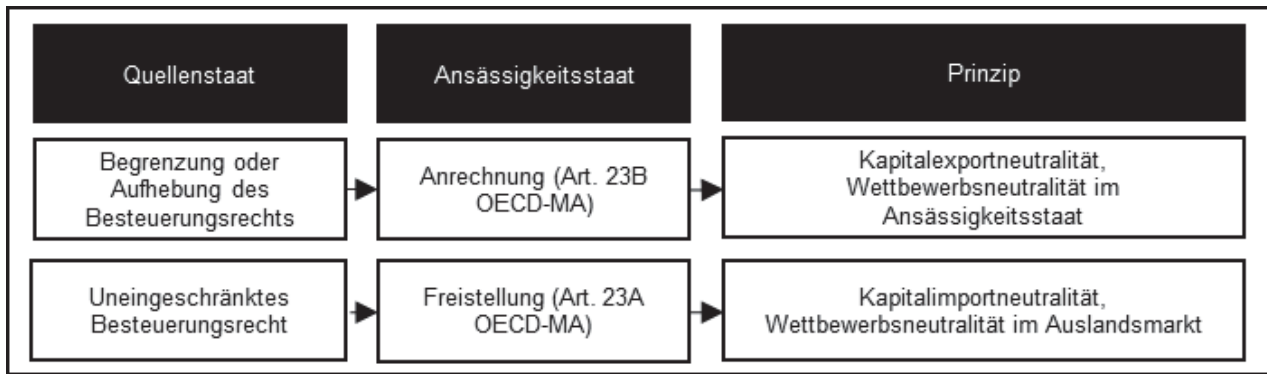 Quellenstaat
Ansässigkeitsstaat
Prinzip
Begrenzung oder
Aufhebung des
Besteuerungsrechts
Anrechnung (Art. 23B
OECD-MA)
Kapitalexportneutralität,
Wettbewerbsneutralität im
Ansässigkeitsstaat
Uneingeschränktes
Besteuerungsrecht
Freistellung (Art. 23A
OECD-MA)
Kapitalimportneutralität,
Wettbewerbsneutralität im Auslandsmarkt